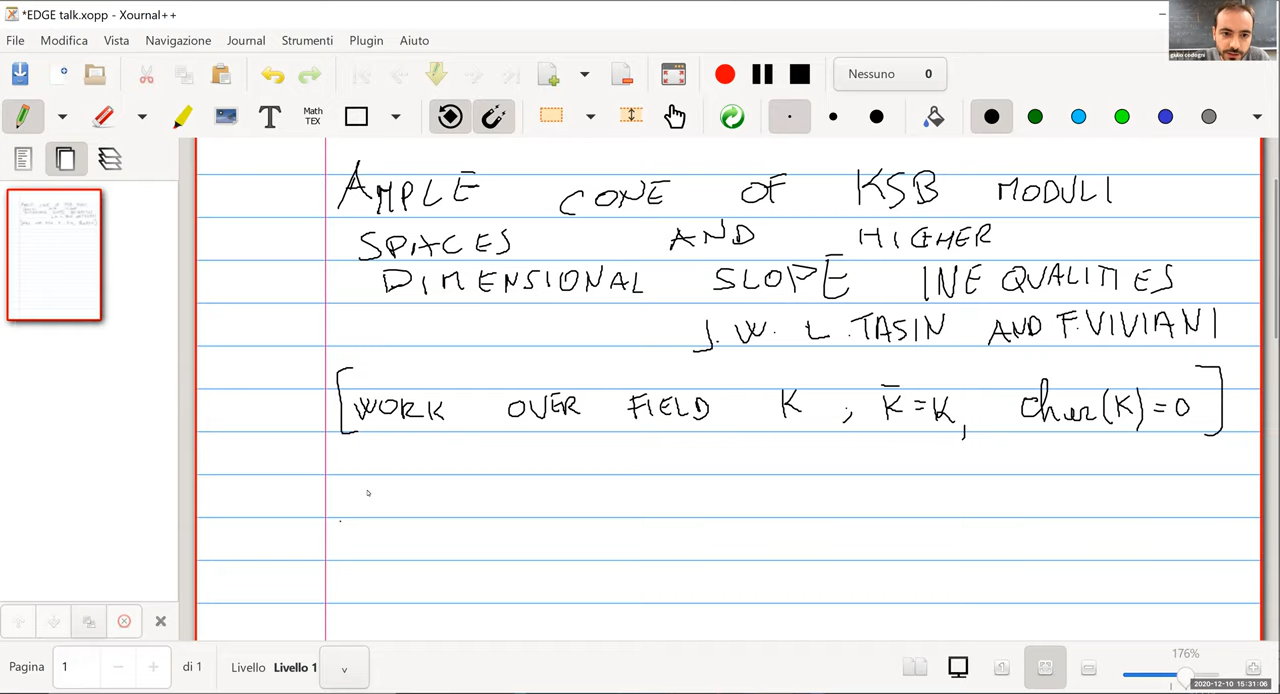 *EDGE talk.xopp - Xournal++
File Modifica Vista Navigazione Journal Strumenti Plugin Aiuto
Nessuno 0
Math
TEX
AMPLE CONE OF KSB MODULI
SPACES AND HIGHER
DIMENSIONAL SLOPE INEQUALITIES
J.W. L.TASIN AND F.VIVIANI
[WORK OVER FIELD K , K̅=K, char(K)=0]
Pagina 1 di 1 Livello Livello 1 176%
2020-12-10 15:31:06